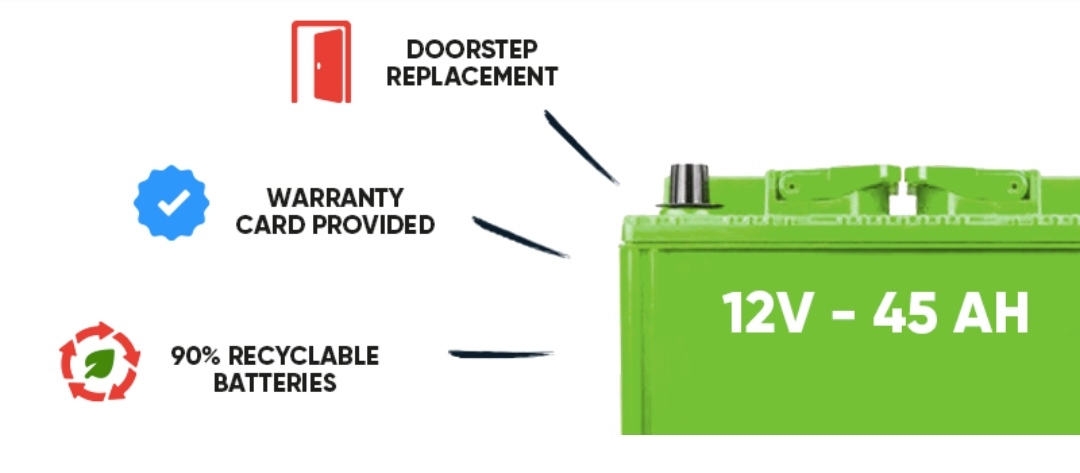 DOORSTEP
REPLACEMENT
WARRANTY
CARD PROVIDED
12V - 45 AH
90% RECYCLABLE
BATTERIES